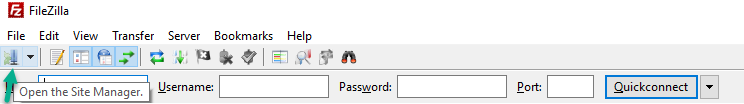 FileZilla
File Edit View Transfer Server Bookmarks Help
Username: Password: Port: Quickconnect
Open the Site Manager.